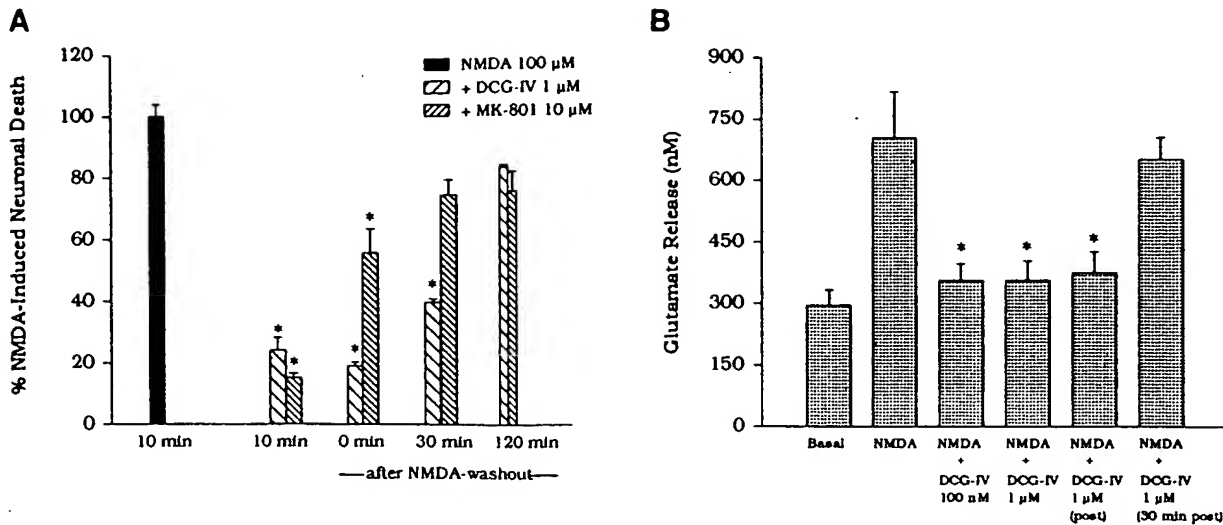 A
% NMDA-Induced Neuronal Death
120
100
80
60
40
20
0
NMDA 100 µM
+ DCG-IV 1 µM
+ MK-801 10 µM
*
*
*
*
*
10 min
10 min
0 min
30 min
120 min
—after NMDA-washout—
B
Glutamate Release (nM)
900
750
600
450
300
150
0
*
*
*
Basal
NMDA
NMDA
+
DCG-IV
100 nM
NMDA
+
DCG-IV
1 µM
NMDA
+
DCG-IV
1 µM
(post)
NMDA
+
DCG-IV
1 µM
(30 min post)